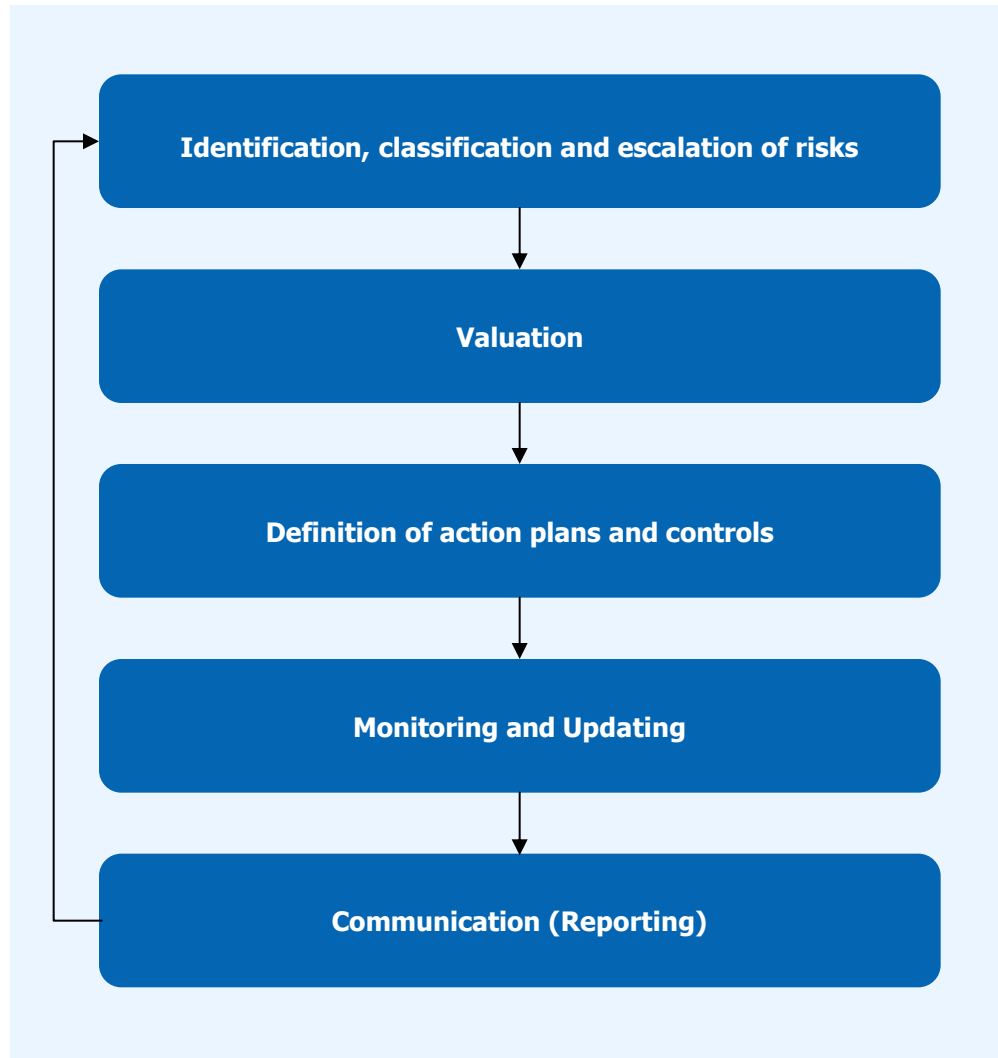 Identification, classification and escalation of risks
Valuation
Definition of action plans and controls
Monitoring and Updating
Communication (Reporting)